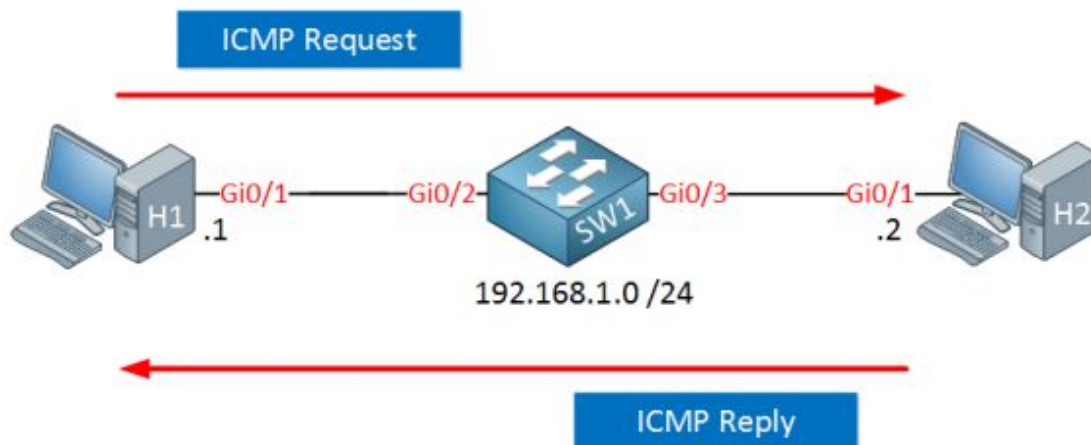 ICMP Request
H1
Gi0/1
Gi0/2
SW1
Gi0/3
Gi0/1
H2
.1
.2
192.168.1.0 /24
ICMP Reply